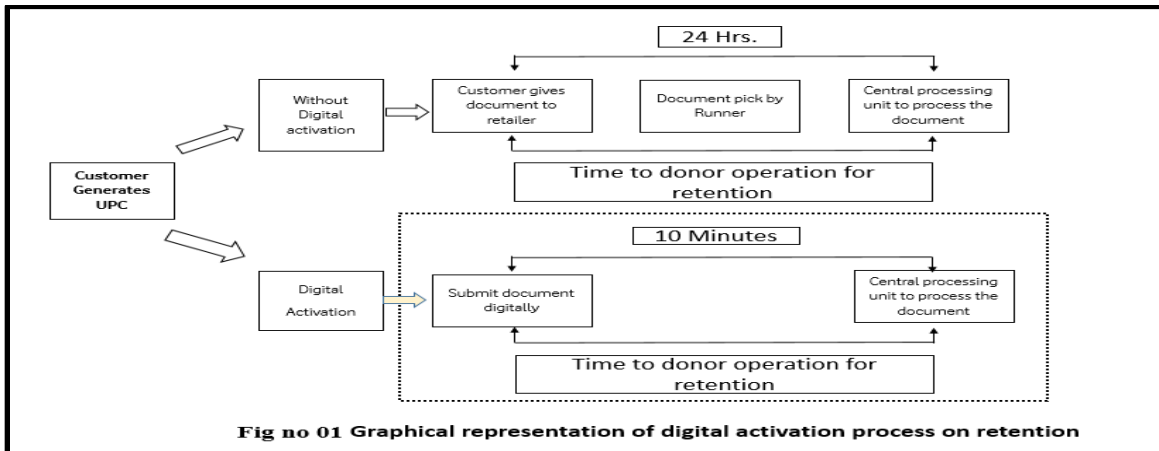 24 Hrs.
Without
Digital
activation
Customer gives
document to
retailer
Document pick by
Runner
Central processing
unit to process the
document
Customer
Generates
UPC
Time to donor operation for
retention
10 Minutes
Digital
Activation
Submit document
digitally
Central processing
unit to process the
document
Time to donor operation for
retention
Fig no 01 Graphical representation of digital activation process on retention